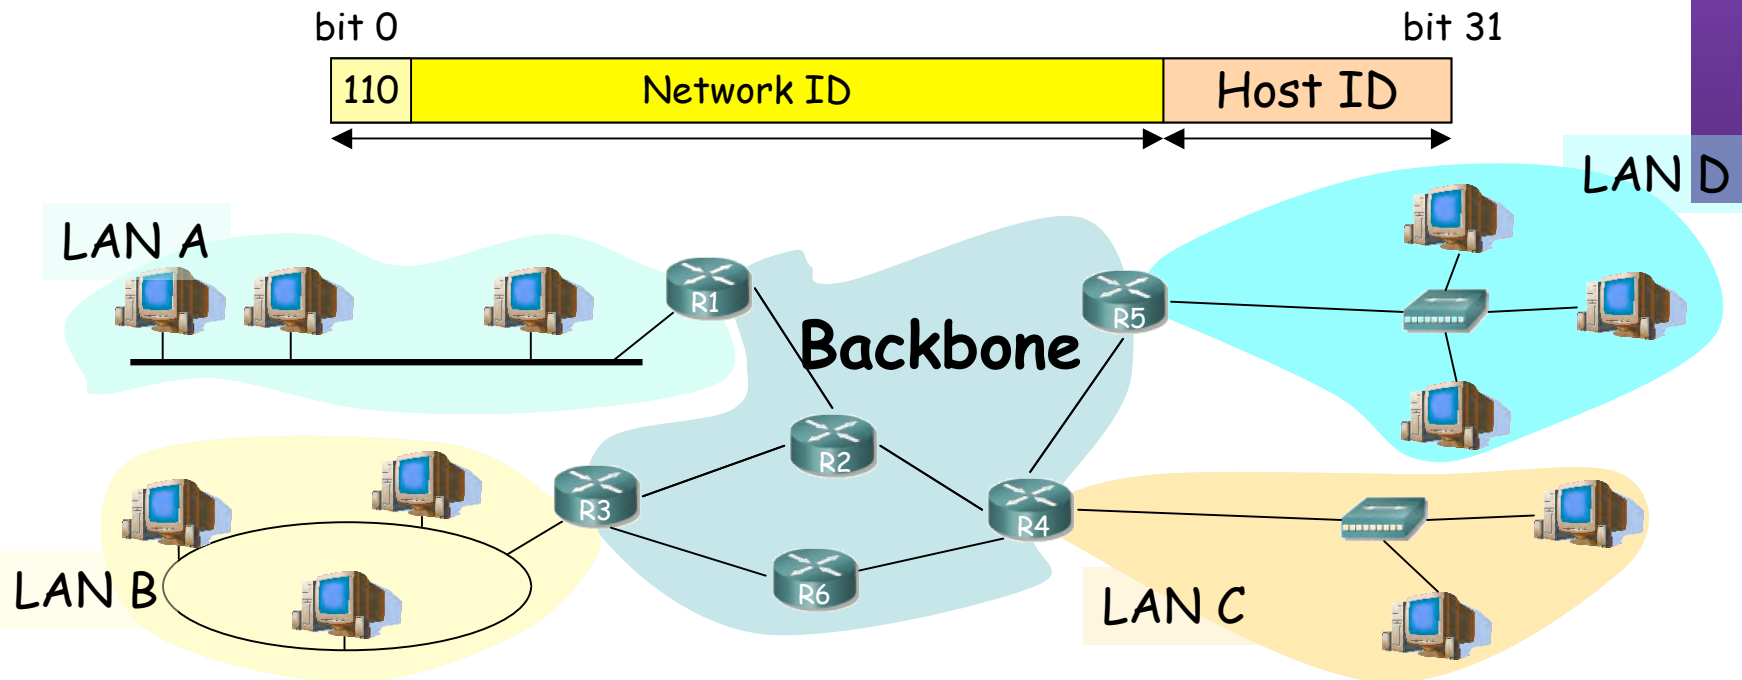 bit 0
bit 31
110 Network ID Host ID
LAN D
LAN A
R1
R5
Backbone
R2
R3
R4
R6
LAN B
LAN C